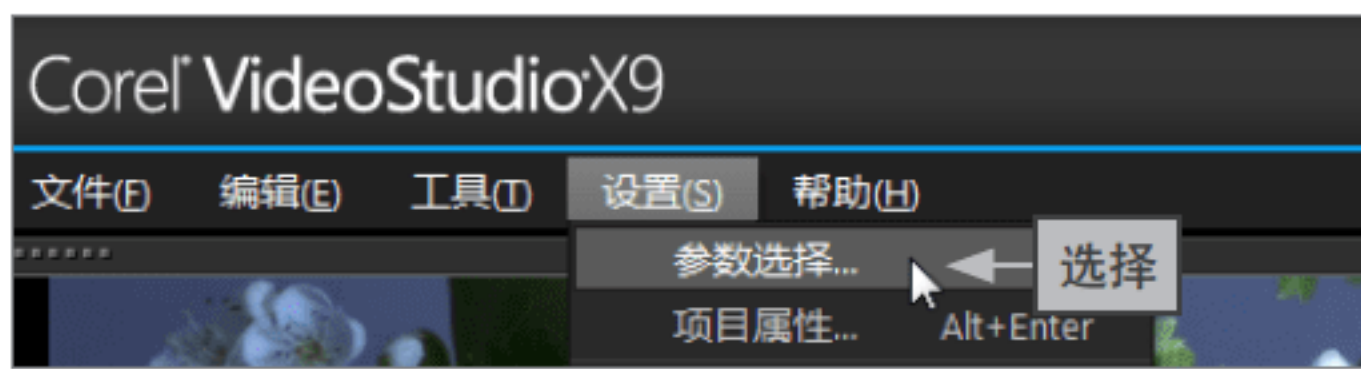 Corel VideoStudio X9
文件(F) 编辑(E) 工具(T) 设置(S) 帮助(H)
参数选择... 选择
项目属性... Alt+Enter